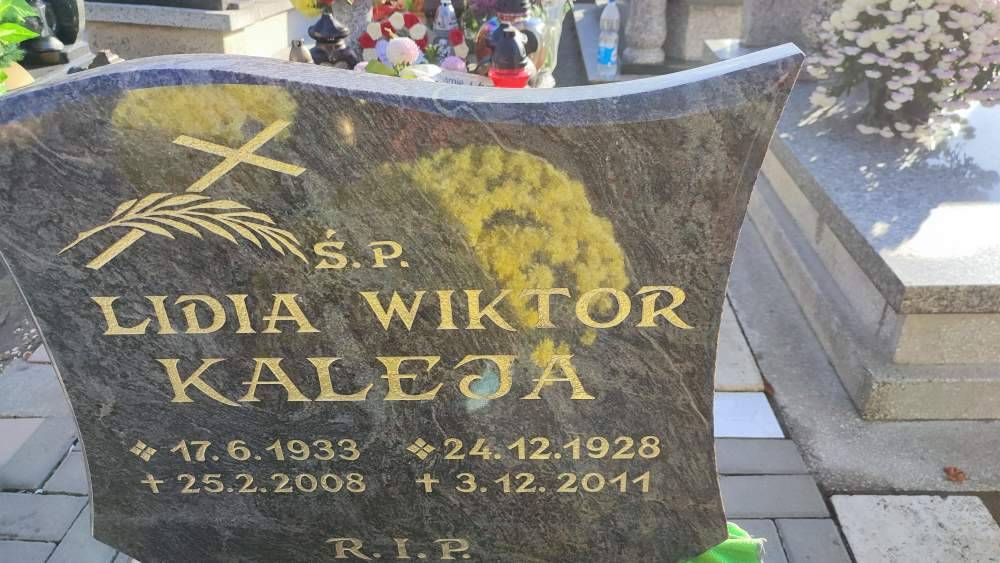 Ś.P.
LIDIA WIKTOR
KALEJA
17.6.1933 24.12.1928
✝ 25.2.2008 ✝ 3.12.2011
R.I.P.